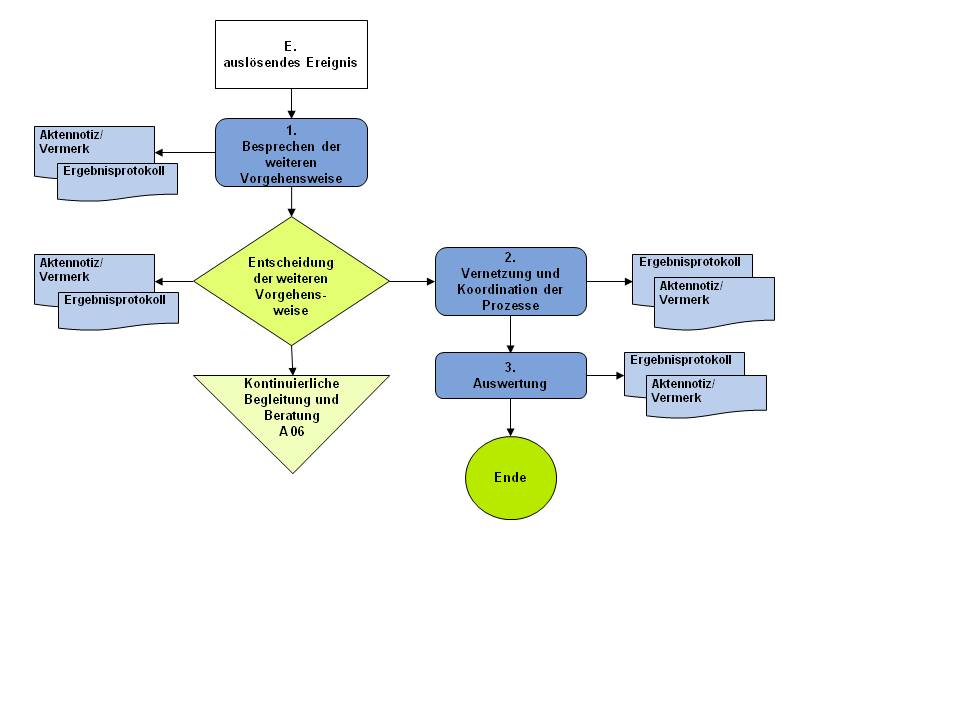 E.
auslösendes Ereignis
1.
Besprechen der
weiteren
Vorgehensweise
Aktennotiz/
Vermerk
Ergebnisprotokoll
Entscheidung
der weiteren
Vorgehens-
weise
Aktennotiz/
Vermerk
Ergebnisprotokoll
2.
Vernetzung und
Koordination der
Prozesse
Ergebnisprotokoll
Aktennotiz/
Vermerk
3.
Auswertung
Ergebnisprotokoll
Aktennotiz/
Vermerk
Kontinuierliche
Begleitung und
Beratung
A 06
Ende